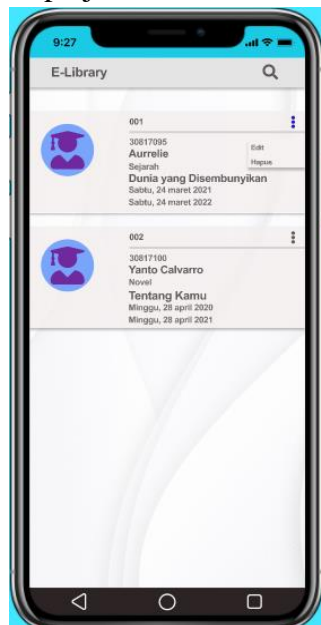 9:27
E-Library
001
30817095
Aurrelie
Sejarah
Dunia yang Disembunyikan
Sabtu, 24 maret 2021
Sabtu, 24 maret 2022
Edit
Hapus
002
30817100
Yanto Calvarro
Novel
Tentang Kamu
Minggu, 28 april 2020
Minggu, 28 april 2021